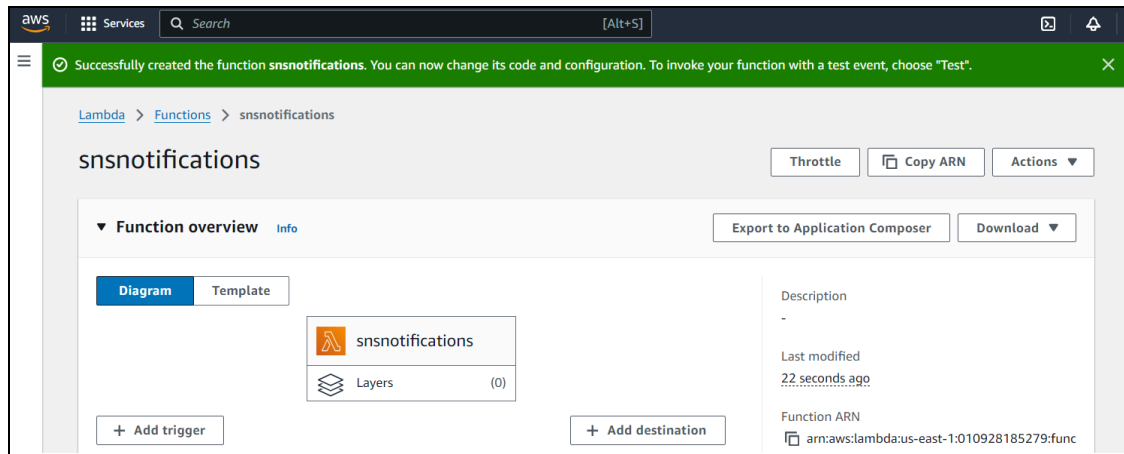 aws Services Search [Alt+S]
Successfully created the function snsnotifications. You can now change its code and configuration. To invoke your function with a test event, choose "Test".
Lambda > Functions > snsnotifications
snsnotifications
Throttle Copy ARN Actions
Function overview Info
Export to Application Composer Download
Diagram Template
Description
-
snsnotifications
Layers (0)
Last modified
22 seconds ago
Function ARN
+ Add trigger + Add destination
arn:aws:lambda:us-east-1:010928185279:func